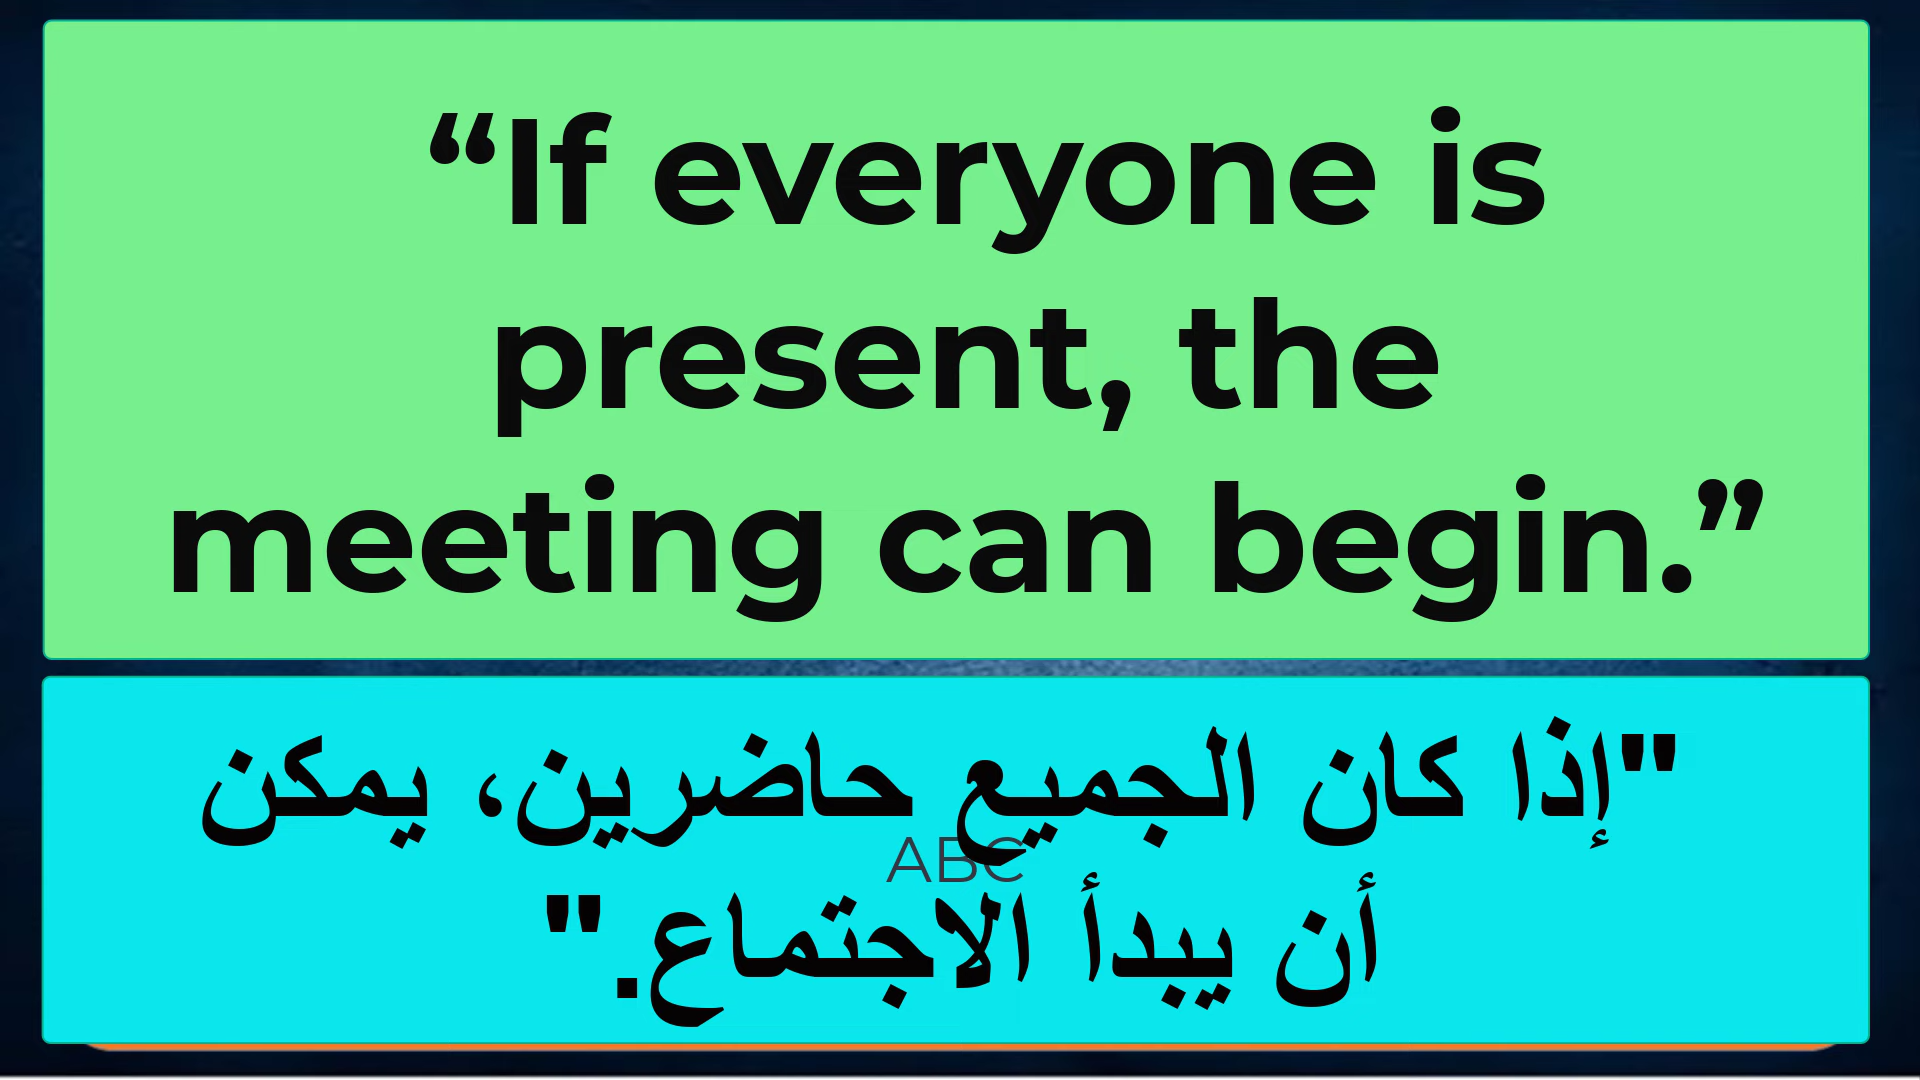 “If everyone is
present, the
meeting can begin.”
"إذا كان الجميع حاضرين، يمكن
ABC
أن يبدأ الاجتماع."